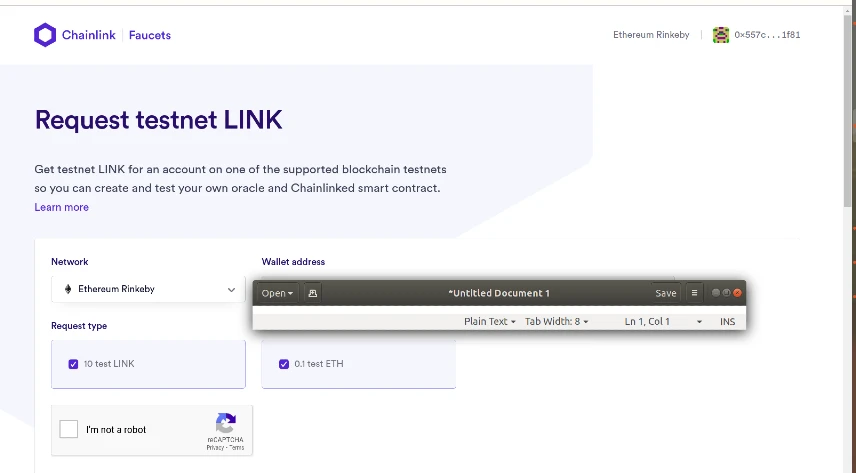 Chainlink | Faucets
Ethereum Rinkeby | 0x557c...1f81
Request testnet LINK
Get testnet LINK for an account on one of the supported blockchain testnets
so you can create and test your own oracle and Chainlinked smart contract.
Learn more
Network
Wallet address
Ethereum Rinkeby
Open
*Untitled Document 1
Save
Plain Text
Tab Width: 8
Ln 1, Col 1
INS
Request type
10 test LINK
0.1 test ETH
I'm not a robot
reCAPTCHA
Privacy - Terms